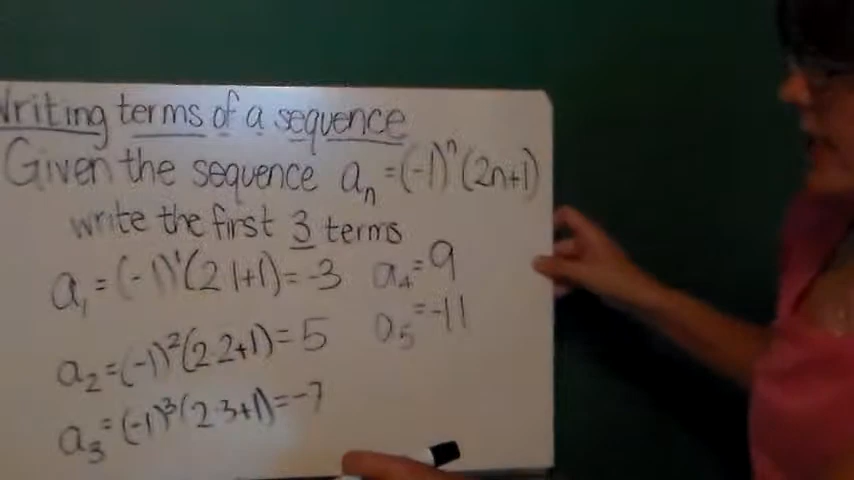 Writing terms of a sequence
Given the sequence aₙ = (-1)ⁿ (2n+1)
write the first 3 terms
a₁ = (-1)¹(2 1+1) = -3
a₂ = (-1)²(2·2+1) = 5
a₃ = (-1)³(2·3+1) = -7
a₄ = 9
a₅ = -11